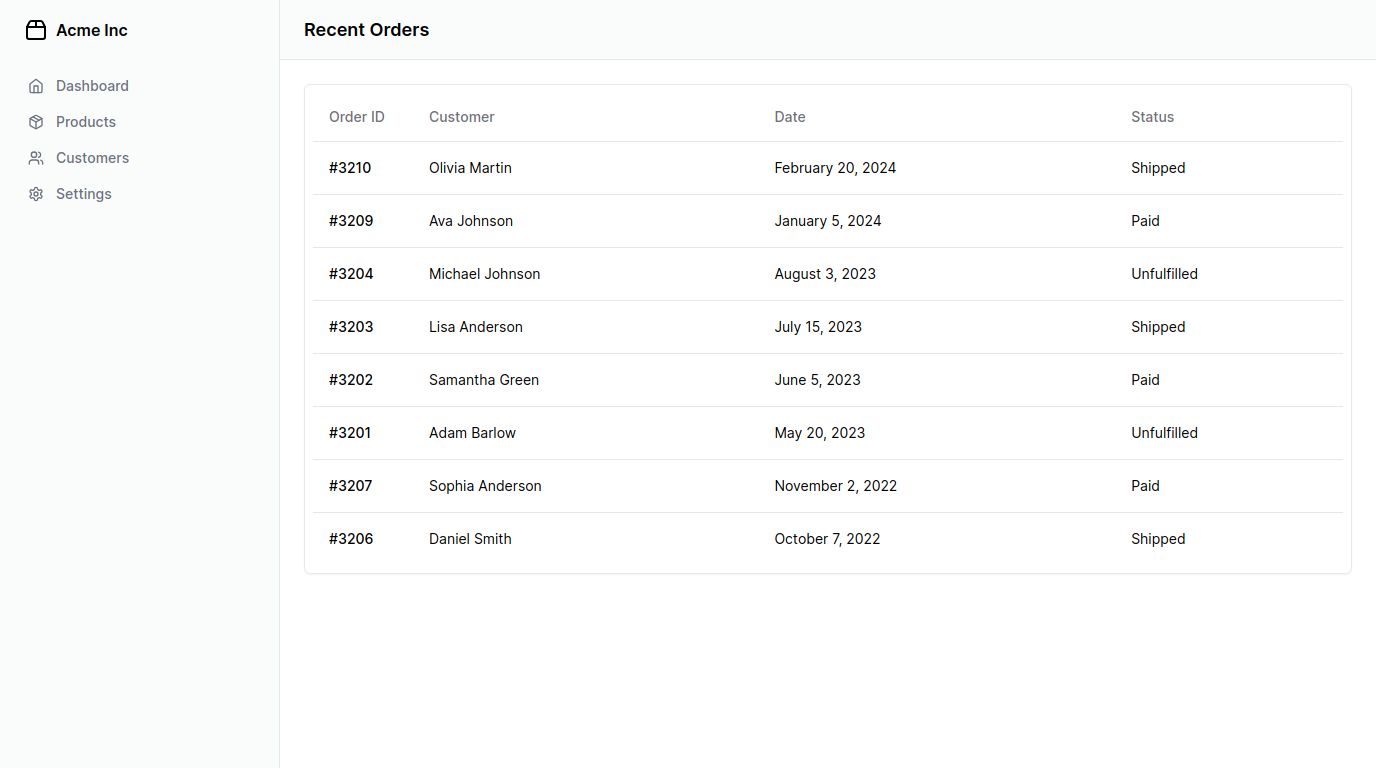 Acme Inc
Dashboard
Products
Customers
Settings
Recent Orders
Order ID Customer Date Status
#3210 Olivia Martin February 20, 2024 Shipped
#3209 Ava Johnson January 5, 2024 Paid
#3204 Michael Johnson August 3, 2023 Unfulfilled
#3203 Lisa Anderson July 15, 2023 Shipped
#3202 Samantha Green June 5, 2023 Paid
#3201 Adam Barlow May 20, 2023 Unfulfilled
#3207 Sophia Anderson November 2, 2022 Paid
#3206 Daniel Smith October 7, 2022 Shipped